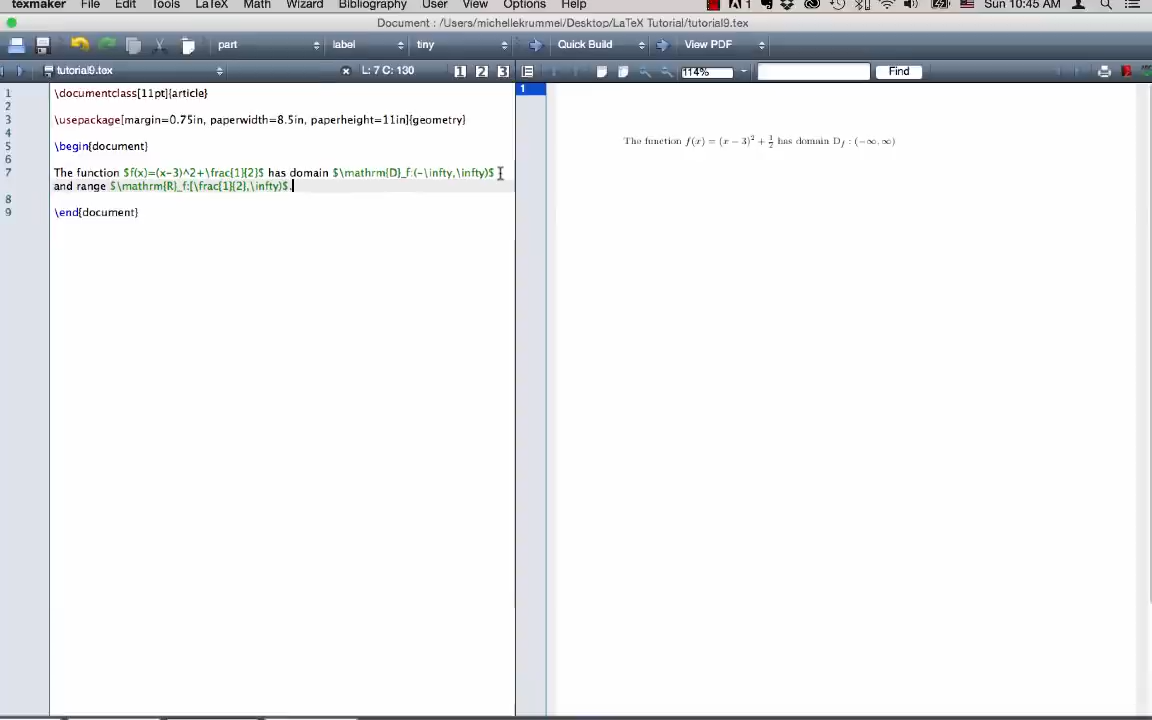 texmaker File Edit Tools LaTeX Math Wizard Bibliography User View Options Help 1 Sun 10:45 AM
Document : /Users/michellekrummel/Desktop/LaTeX Tutorial/tutorial9.tex
part label tiny Quick Build View PDF
tutorial9.tex L: 7 C: 130 1 2 3 114% Find
1 \documentclass[11pt]{article}
2
3 \usepackage[margin=0.75in, paperwidth=8.5in, paperheight=11in]{geometry}
4
5 \begin{document}
6
7 The function $f(x)=(x-3)^2+\frac{1}{2}$ has domain $\mathrm{D}_f:(-\infty,\infty)$
and range $\mathrm{R}_f:[\frac{1}{2},\infty)$.
8
9 \end{document}
1
The function f(x) = (x − 3)² + ½ has domain D_f : (−∞, ∞)